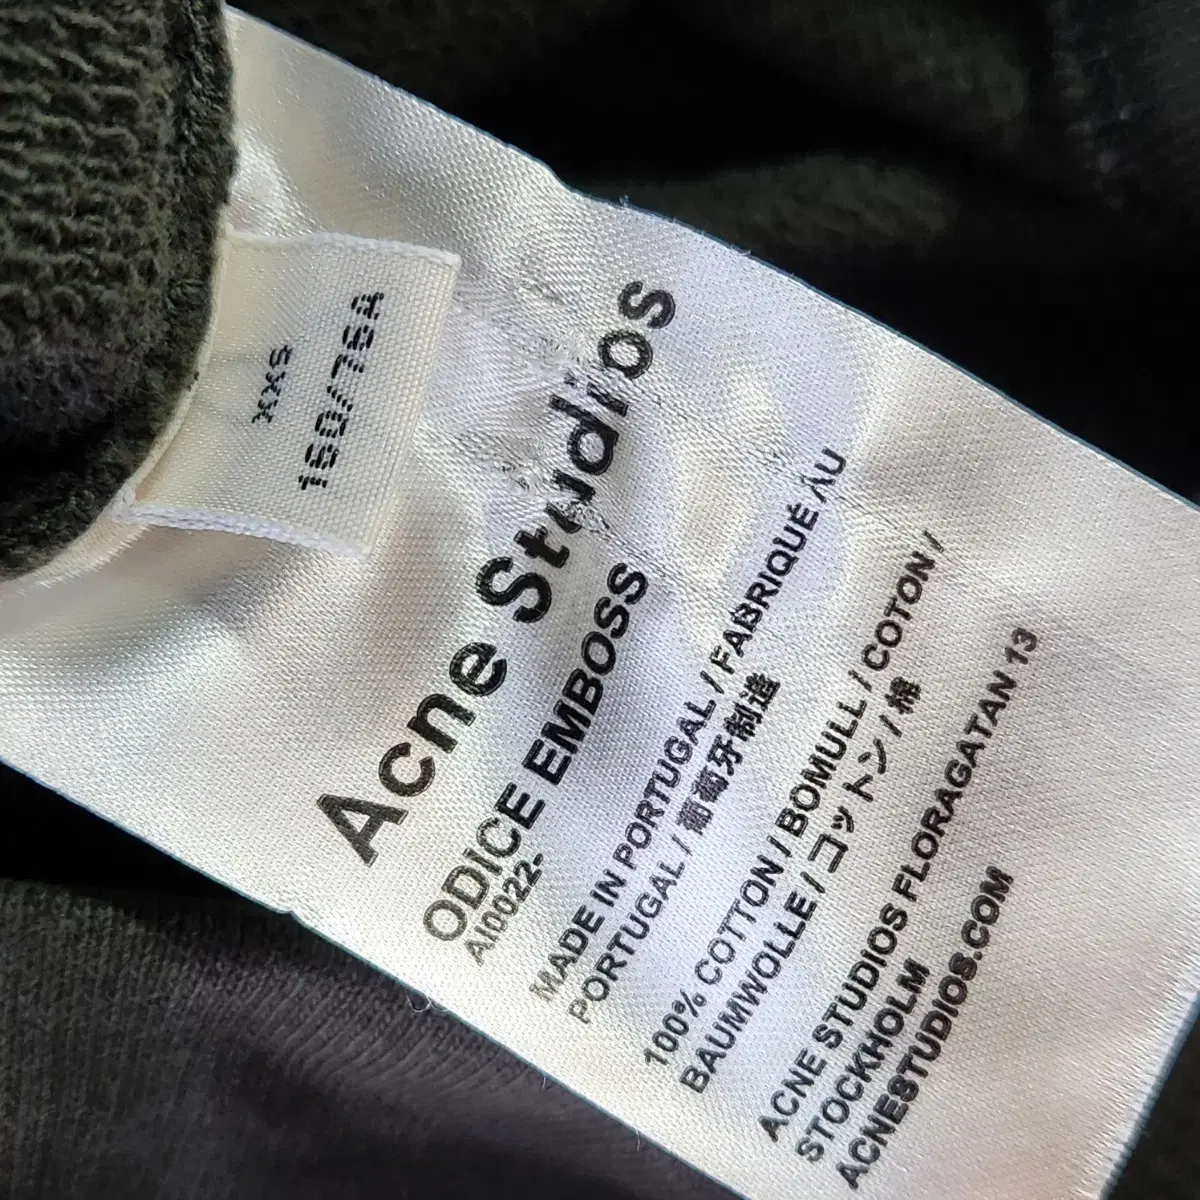 XXS
160/76A
Acne Studios
ODICE EMBOSS
AI0022-
MADE IN PORTUGAL / FABRIQUÉ AU
PORTUGAL / 葡萄牙制造
100% COTTON / BOMULL / COTON /
BAUMWOLLE / コットン / 棉
ACNE STUDIOS FLORAGATAN 13
STOCKHOLM
ACNESTUDIOS.COM